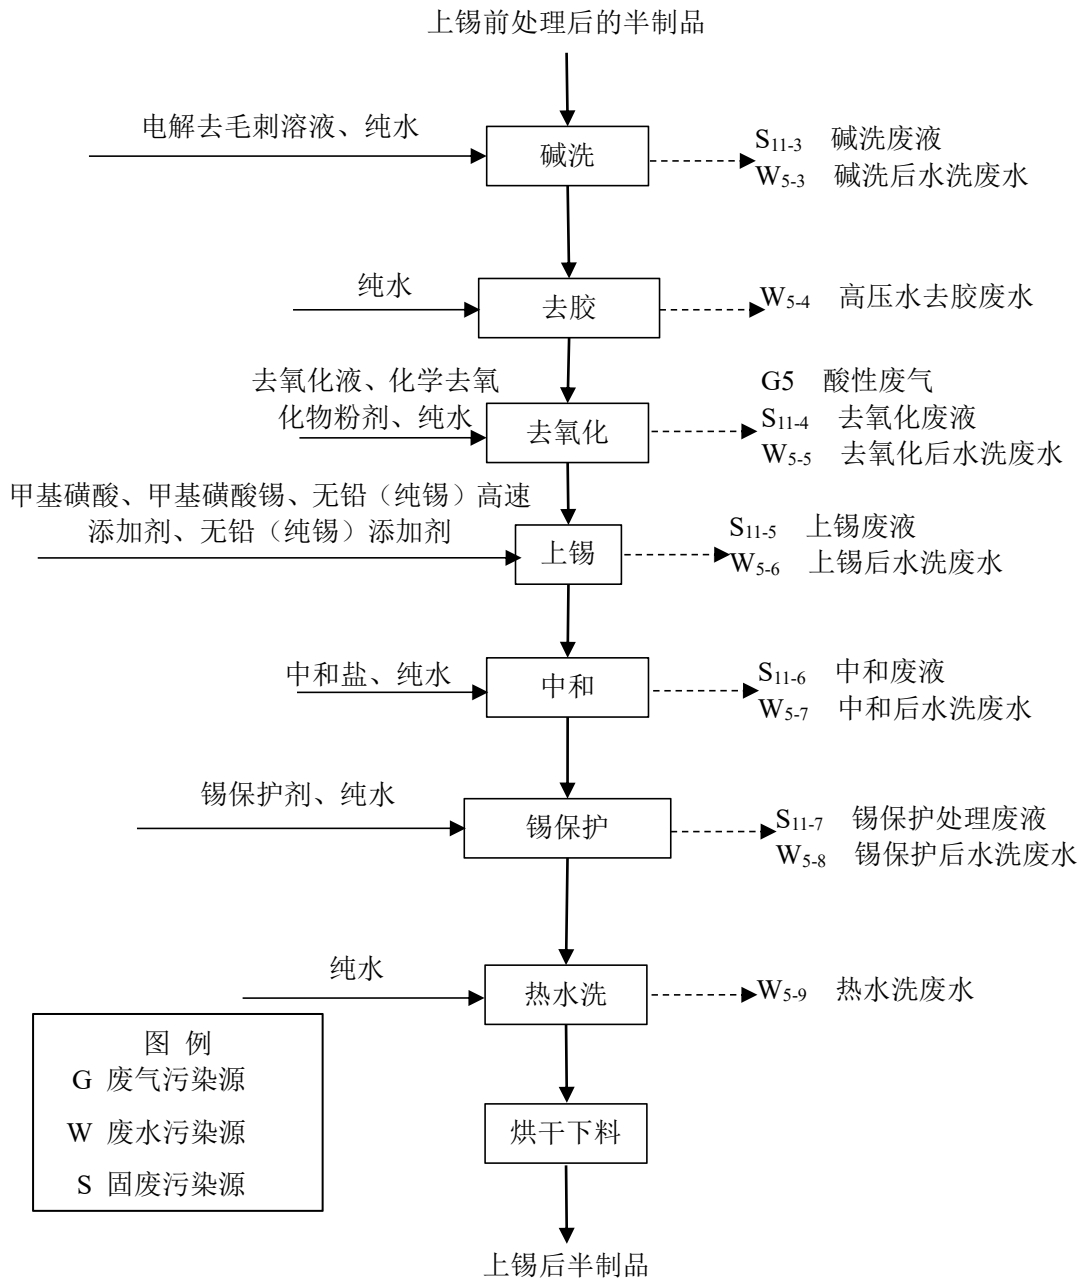 上锡前处理后的半制品
电解去毛刺溶液、纯水
碱洗
S11-3 碱洗废液
W5-3 碱洗后水洗废水
纯水
去胶
W5-4 高压水去胶废水
去氧化液、化学去氧
化物粉剂、纯水
去氧化
G5 酸性废气
S11-4 去氧化废液
W5-5 去氧化后水洗废水
甲基磺酸、甲基磺酸锡、无铅（纯锡）高速
添加剂、无铅（纯锡）添加剂
上锡
S11-5 上锡废液
W5-6 上锡后水洗废水
中和盐、纯水
中和
S11-6 中和废液
W5-7 中和后水洗废水
锡保护剂、纯水
锡保护
S11-7 锡保护处理废液
W5-8 锡保护后水洗废水
纯水
热水洗
W5-9 热水洗废水
图 例
G 废气污染源
W 废水污染源
S 固废污染源
烘干下料
上锡后半制品